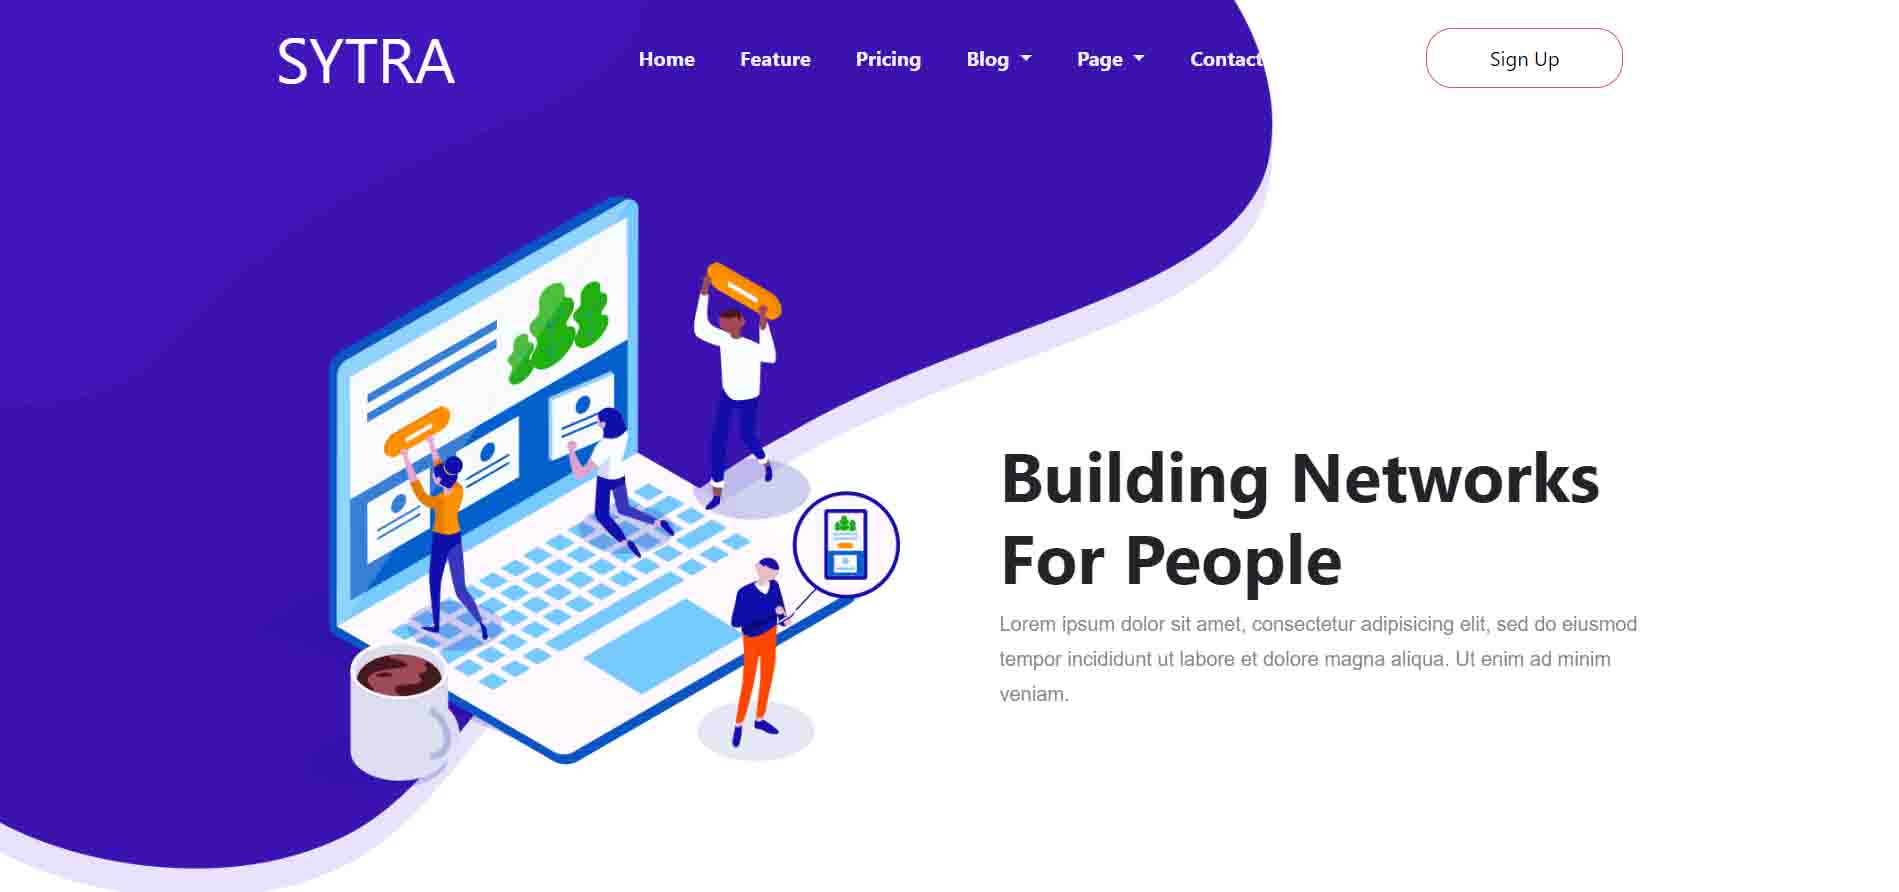 SYTRA
Home Feature Pricing Blog Page Contact
Sign Up
Building Networks
For People
Lorem ipsum dolor sit amet, consectetur adipisicing elit, sed do eiusmod
tempor incididunt ut labore et dolore magna aliqua. Ut enim ad minim
veniam.